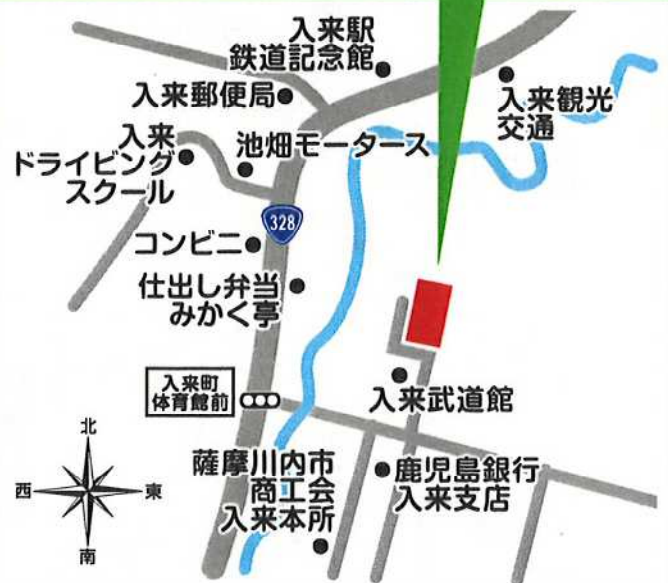 入来駅
鉄道記念館
入来郵便局
入来観光
交通
入来
ドライビング
スクール
池畑モータース
328
コンビニ
仕出し弁当
みかく亭
入来町
体育館前
入来武道館
北
西
東
南
薩摩川内市
商工会
入来本所
鹿児島銀行
入来支店